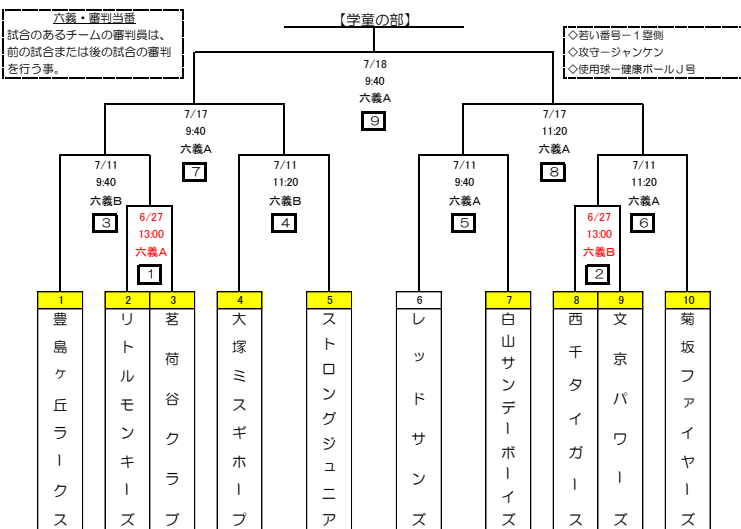 六義・審判当番
試合のあるチームの審判員は、
前の試合または後の試合の審判
を行う事。
【学童の部】
◇若い番号－1塁側
◇攻守－ジャンケン
◇使用球－健康ボールJ号
7/18
9:40
六義A
9
7/17
9:40
六義A
7
7/17
11:20
六義A
8
7/11
9:40
六義B
3
7/11
11:20
六義B
4
7/11
9:40
六義A
5
7/11
11:20
六義A
6
6/27
13:00
六義A
1
6/27
13:00
六義B
2
1
豊島ヶ丘ラークス
2
リトルモンキーズ
3
茗荷谷クラブ
4
大塚ミスギホープ
5
ストロングジュニア
6
レッドサンズ
7
白山サンデーボーイズ
8
西千タイガース
9
文京パワーズ
10
菊坂ファイヤーズ